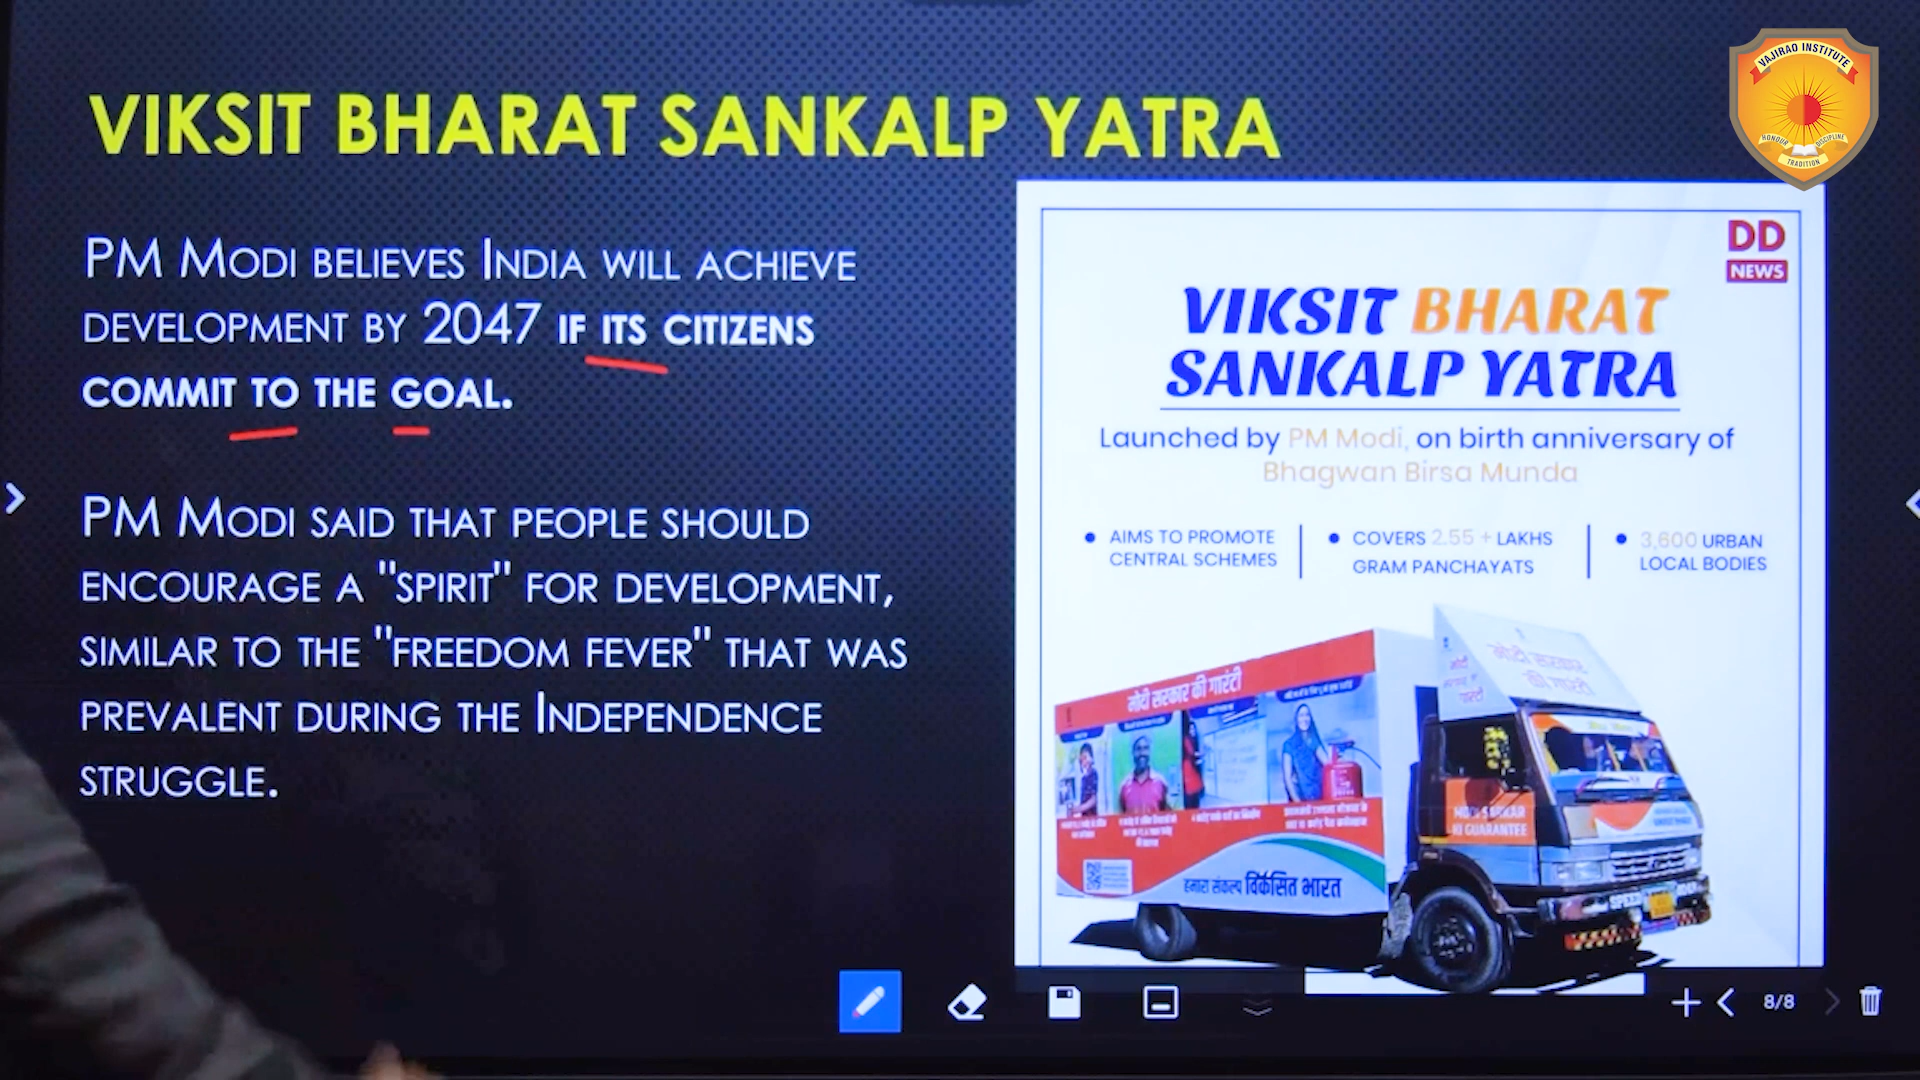 VAJIRAO INSTITUTE
HONOUR DISCIPLINE
TRADITION
VIKSIT BHARAT SANKALP YATRA
PM MODI BELIEVES INDIA WILL ACHIEVE
DEVELOPMENT BY 2047 IF ITS CITIZENS
COMMIT TO THE GOAL.
PM MODI SAID THAT PEOPLE SHOULD
ENCOURAGE A "SPIRIT" FOR DEVELOPMENT,
SIMILAR TO THE "FREEDOM FEVER" THAT WAS
PREVALENT DURING THE INDEPENDENCE
STRUGGLE.
DD
NEWS
VIKSIT BHARAT
SANKALP YATRA
Launched by PM Modi, on birth anniversary of
Bhagwan Birsa Munda
AIMS TO PROMOTE
CENTRAL SCHEMES
COVERS 2.55 + LAKHS
GRAM PANCHAYATS
3,600 URBAN
LOCAL BODIES
मोदी सरकार की गारंटी
मोदी सरकार
की गारंटी
MODI SARKAR
KI GUARANTEE
हमारा संकल्प विकसित भारत
8/8